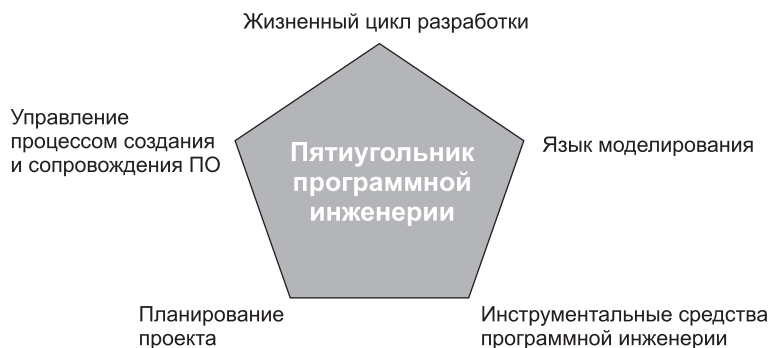 Жизненный цикл разработки
Управление
процессом создания
и сопровождения ПО
Пятиугольник
программной
инженерии
Язык моделирования
Планирование
проекта
Инструментальные средства
программной инженерии